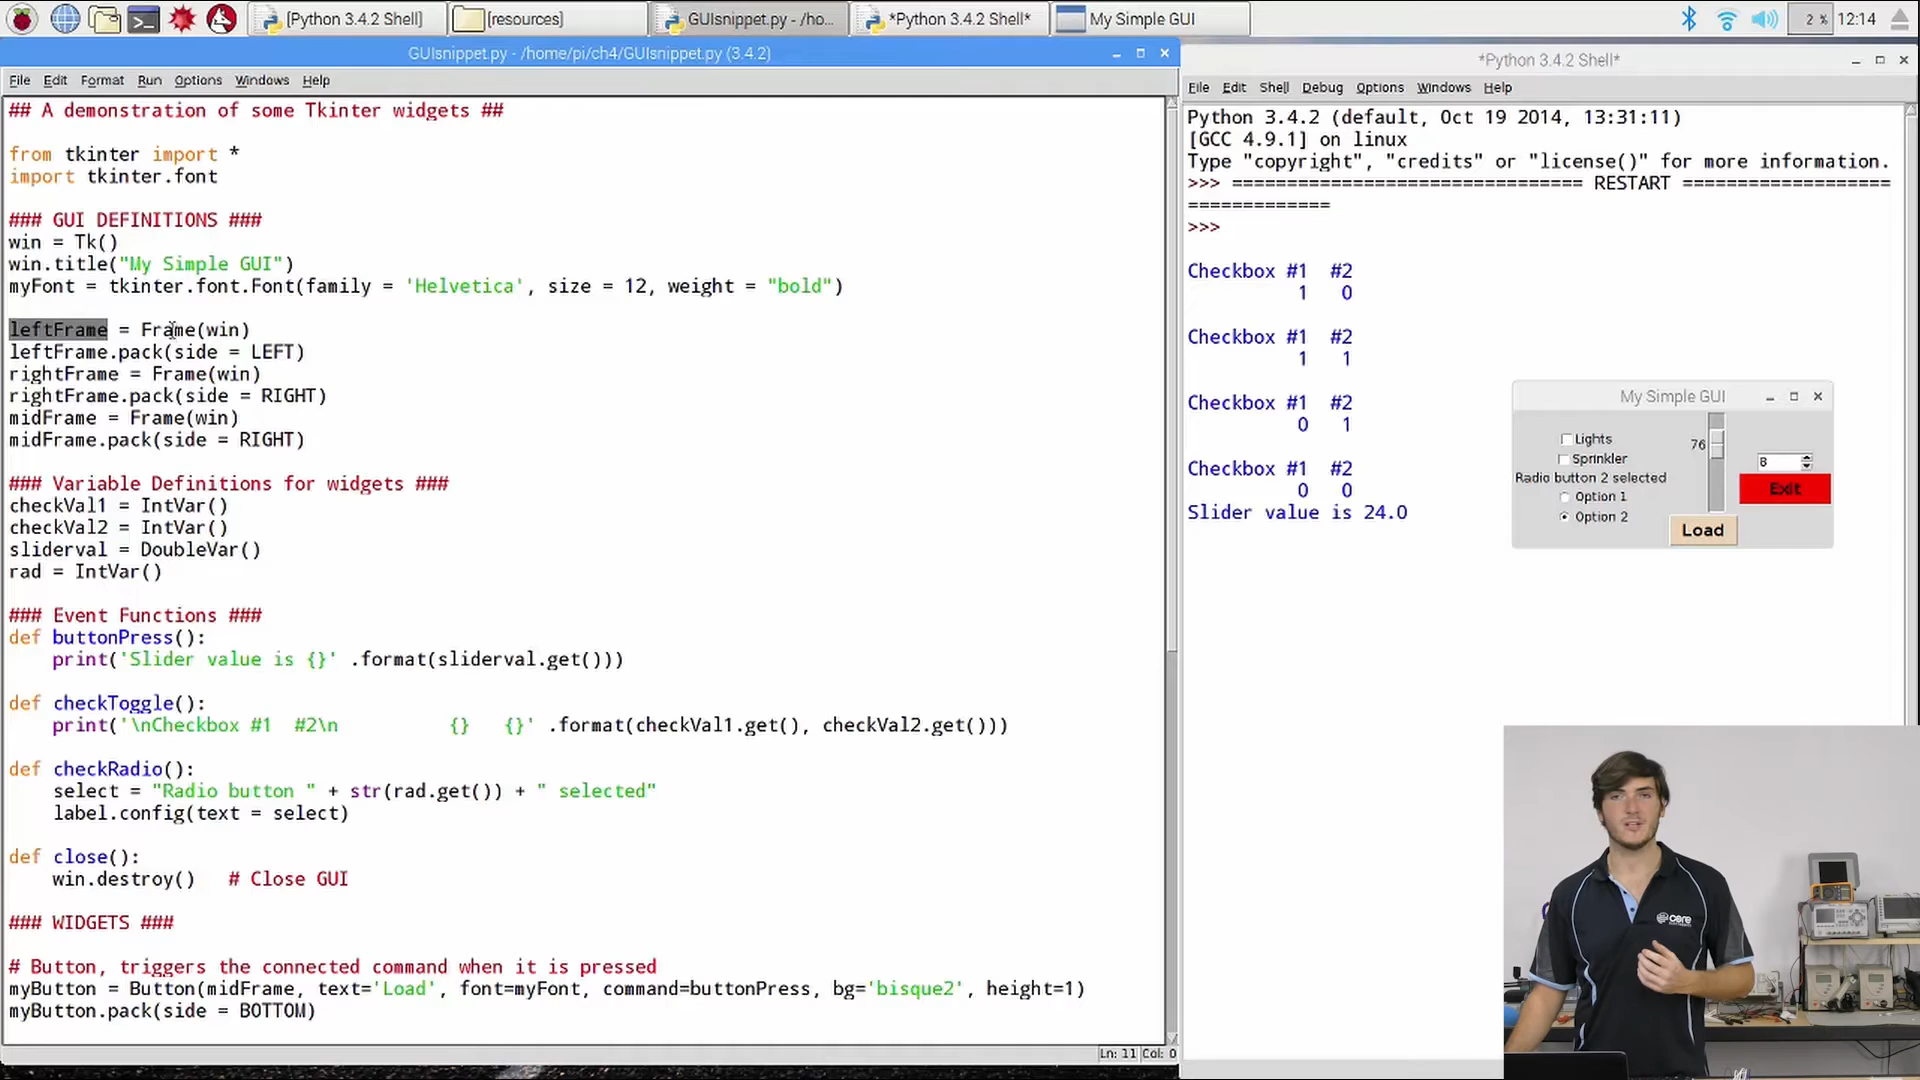 [Python 3.4.2 Shell]
[resources]
GUIsnippet.py - /ho...
*Python 3.4.2 Shell*
My Simple GUI
2 %
12:14
GUIsnippet.py - /home/pi/ch4/GUIsnippet.py (3.4.2)
File Edit Format Run Options Windows Help
## A demonstration of some Tkinter widgets ##
from tkinter import *
import tkinter.font
### GUI DEFINITIONS ###
win = Tk()
win.title("My Simple GUI")
myFont = tkinter.font.Font(family = 'Helvetica', size = 12, weight = "bold")
leftFrame = Frame(win)
leftFrame.pack(side = LEFT)
rightFrame = Frame(win)
rightFrame.pack(side = RIGHT)
midFrame = Frame(win)
midFrame.pack(side = RIGHT)
### Variable Definitions for widgets ###
checkVal1 = IntVar()
checkVal2 = IntVar()
sliderval = DoubleVar()
rad = IntVar()
### Event Functions ###
def buttonPress():
    print('Slider value is {}' .format(sliderval.get()))
def checkToggle():
    print('\nCheckbox #1  #2\n          {}   {}' .format(checkVal1.get(), checkVal2.get()))
def checkRadio():
    select = "Radio button " + str(rad.get()) + " selected"
    label.config(text = select)
def close():
    win.destroy()   # Close GUI
### WIDGETS ###
# Button, triggers the connected command when it is pressed
myButton = Button(midFrame, text='Load', font=myFont, command=buttonPress, bg='bisque2', height=1)
myButton.pack(side = BOTTOM)
Ln: 11 Col: 0
*Python 3.4.2 Shell*
File Edit Shell Debug Options Windows Help
Python 3.4.2 (default, Oct 19 2014, 13:31:11)
[GCC 4.9.1] on linux
Type "copyright", "credits" or "license()" for more information.
>>> ================================ RESTART ===================
=============
>>>
Checkbox #1  #2
          1   0
Checkbox #1  #2
          1   1
Checkbox #1  #2
          0   1
Checkbox #1  #2
          0   0
Slider value is 24.0
My Simple GUI
Lights
Sprinkler
Radio button 2 selected
Option 1
Option 2
76
8
Exit
Load
core